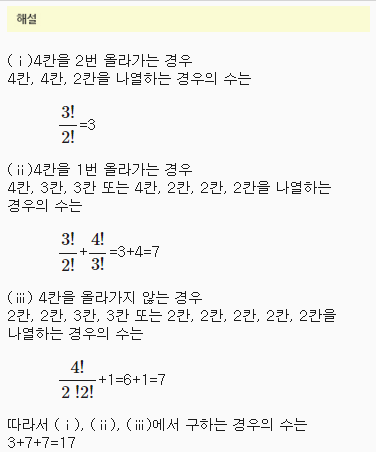 해설
(ⅰ)4칸을 2번 올라가는 경우
4칸, 4칸, 2칸을 나열하는 경우의 수는
3!/2!=3
(ⅱ)4칸을 1번 올라가는 경우
4칸, 3칸, 3칸 또는 4칸, 2칸, 2칸, 2칸을 나열하는
경우의 수는
3!/2!+4!/3!=3+4=7
(ⅲ) 4칸을 올라가지 않는 경우
2칸, 2칸, 3칸, 3칸 또는 2칸, 2칸, 2칸, 2칸, 2칸을
나열하는 경우의 수는
4!/2!2!+1=6+1=7
따라서 (ⅰ), (ⅱ), (ⅲ)에서 구하는 경우의 수는
3+7+7=17